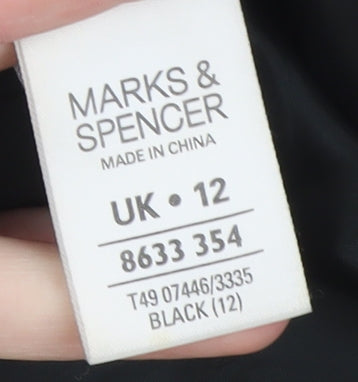 MARKS &
SPENCER
MADE IN CHINA
UK • 12
8633 354
T49 07446/3335
BLACK (12)